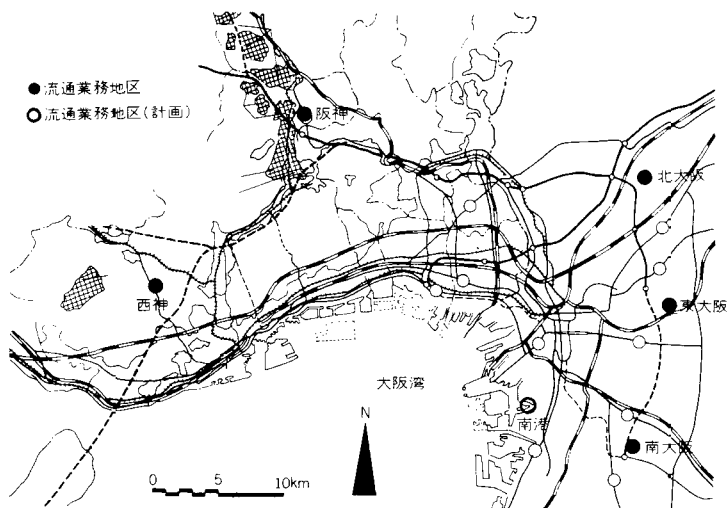 流通業務地区
流通業務地区(計画)
阪神
北大阪
西神
東大阪
大阪湾
南港
N
南大阪
0 5 10km